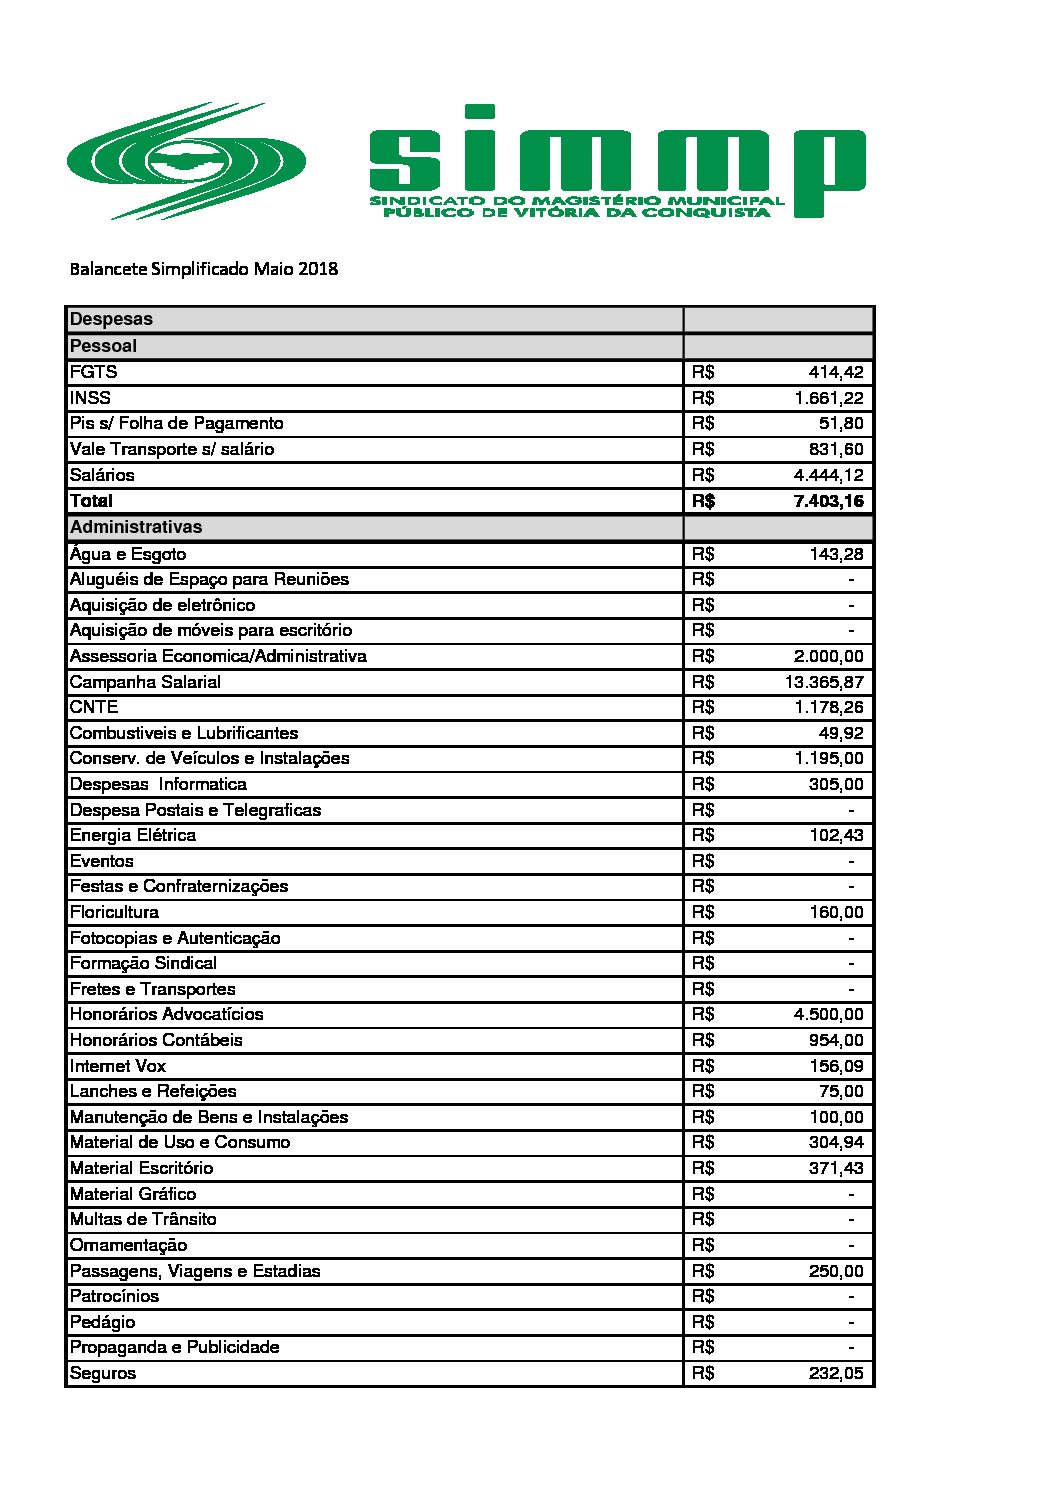 simmp
SINDICATO DO MAGISTÉRIO MUNICIPAL
PÚBLICO DE VITÓRIA DA CONQUISTA
Balancete Simplificado Maio 2018
Despesas
Pessoal
FGTS R$ 414,42
INSS R$ 1.661,22
Pis s/ Folha de Pagamento R$ 51,80
Vale Transporte s/ salário R$ 831,60
Salários R$ 4.444,12
Total R$ 7.403,16
Administrativas
Água e Esgoto R$ 143,28
Aluguéis de Espaço para Reuniões R$ -
Aquisição de eletrônico R$ -
Aquisição de móveis para escritório R$ -
Assessoria Economica/Administrativa R$ 2.000,00
Campanha Salarial R$ 13.365,87
CNTE R$ 1.178,26
Combustiveis e Lubrificantes R$ 49,92
Conserv. de Veículos e Instalações R$ 1.195,00
Despesas  Informatica R$ 305,00
Despesa Postais e Telegraficas R$ -
Energia Elétrica R$ 102,43
Eventos R$ -
Festas e Confraternizações R$ -
Floricultura R$ 160,00
Fotocopias e Autenticação R$ -
Formação Sindical R$ -
Fretes e Transportes R$ -
Honorários Advocatícios R$ 4.500,00
Honorários Contábeis R$ 954,00
Internet Vox R$ 156,09
Lanches e Refeições R$ 75,00
Manutenção de Bens e Instalações R$ 100,00
Material de Uso e Consumo R$ 304,94
Material Escritório R$ 371,43
Material Gráfico R$ -
Multas de Trânsito R$ -
Ornamentação R$ -
Passagens, Viagens e Estadias R$ 250,00
Patrocínios R$ -
Pedágio R$ -
Propaganda e Publicidade R$ -
Seguros R$ 232,05